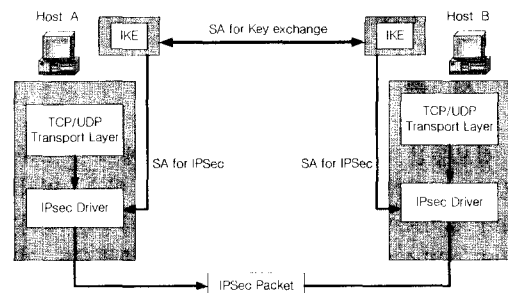 Host A
Host B
IKE
SA for Key exchange
IKE
TCP/UDP
Transport Layer
TCP/UDP
Transport Layer
SA for IPSec
SA for IPSec
IPsec Driver
IPsec Driver
IPSec Packet